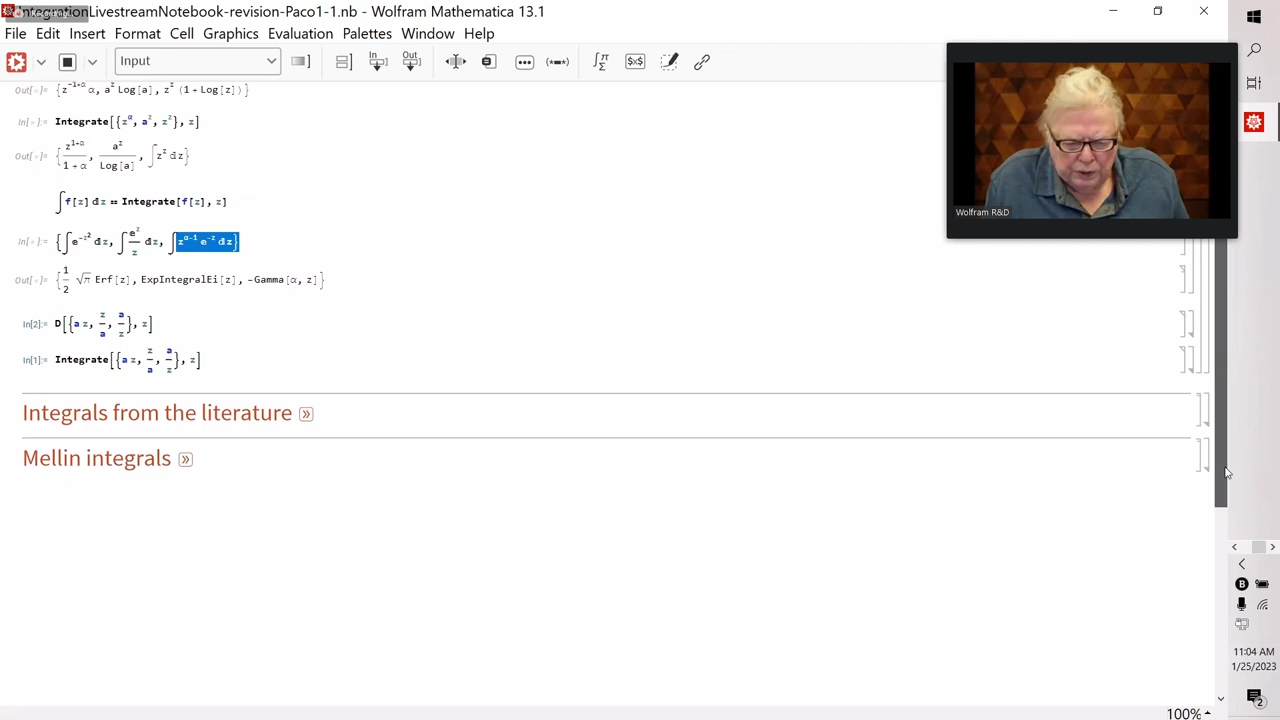 IntegrationLivestreamNotebook-revision-Paco1-1.nb - Wolfram Mathematica 13.1
File Edit Insert Format Cell Graphics Evaluation Palettes Window Help
Input In Out $x$
Out[ ]= {z^(-1+α) α, a^z Log[a], z^z (1 + Log[z])}
In[ ]:= Integrate[{z^α, a^z, z^z}, z]
Out[ ]= {z^(1+α)/(1+α), a^z/Log[a], ∫z^z ⅆz}
∫f[z] ⅆz == Integrate[f[z], z]
In[ ]:= {∫e^(-z^2) ⅆz, ∫e^z/z ⅆz, ∫z^(α-1) e^(-z) ⅆz}
Out[ ]= {1/2 √π Erf[z], ExpIntegralEi[z], -Gamma[α, z]}
In[2]:= D[{a z, z/a, a/z}, z]
In[1]:= Integrate[{a z, z/a, a/z}, z]
Integrals from the literature »
Mellin integrals »
Wolfram R&D
11:04 AM
1/25/2023
2
100%